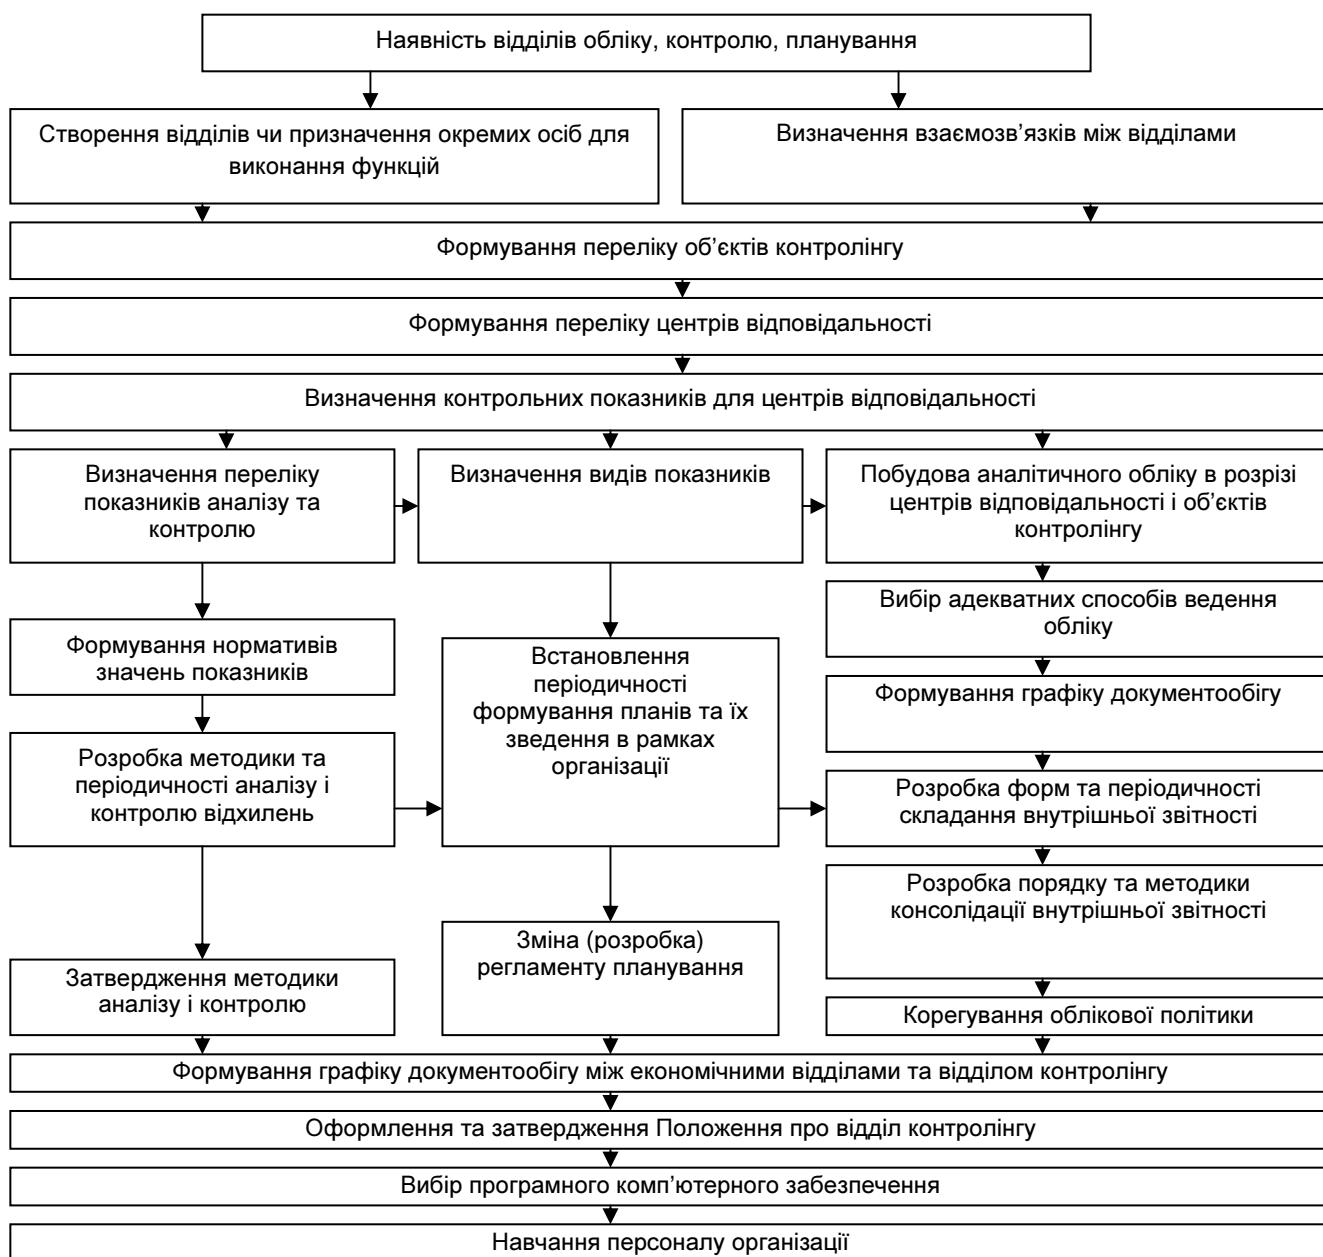 Наявність відділів обліку, контролю, планування
Створення відділів чи призначення окремих осіб для
виконання функцій
Визначення взаємозв’язків між відділами
Формування переліку об’єктів контролінгу
Формування переліку центрів відповідальності
Визначення контрольних показників для центрів відповідальності
Визначення переліку
показників аналізу та
контролю
Визначення видів показників
Побудова аналітичного обліку в розрізі
центрів відповідальності і об’єктів
контролінгу
Вибір адекватних способів ведення
обліку
Формування нормативів
значень показників
Встановлення
періодичності
формування планів та їх
зведення в рамках
організації
Формування графіку документообігу
Розробка методики та
періодичності аналізу і
контролю відхилень
Розробка форм та періодичності
складання внутрішньої звітності
Розробка порядку та методики
консолідації внутрішньої звітності
Зміна (розробка)
регламенту планування
Затвердження методики
аналізу і контролю
Корегування облікової політики
Формування графіку документообігу між економічними відділами та відділом контролінгу
Оформлення та затвердження Положення про відділ контролінгу
Вибір програмного комп’ютерного забезпечення
Навчання персоналу організації